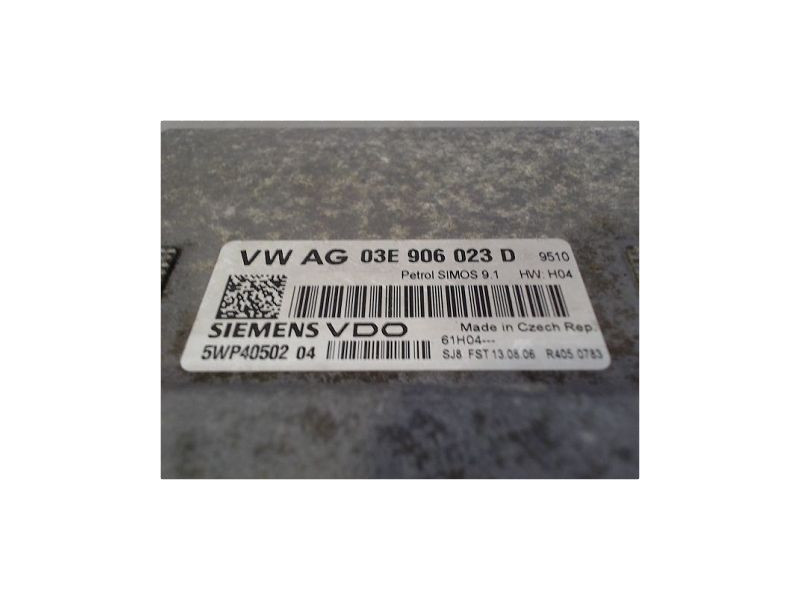 VW AG 03E 906 023 D 9510
Petrol SIMOS 9.1 HW: H04
SIEMENS VDO Made in Czech Rep.
61H04---
5WP40502 04 SJ8 FST 13.08.06 R405 0783